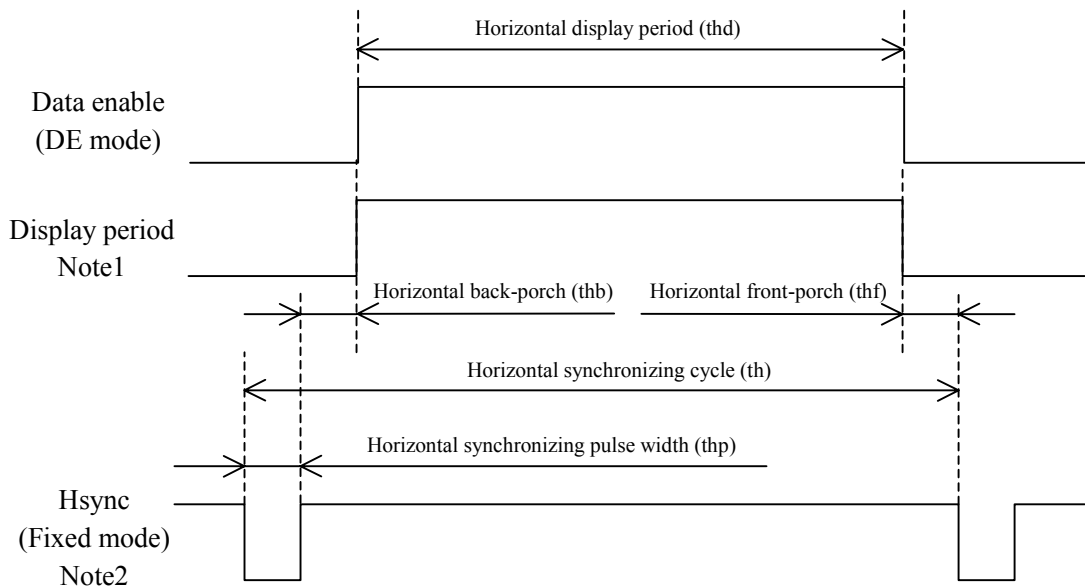 Horizontal display period (thd)
Data enable
(DE mode)
Display period
Note1
Horizontal back-porch (thb)
Horizontal front-porch (thf)
Horizontal synchronizing cycle (th)
Horizontal synchronizing pulse width (thp)
Hsync
(Fixed mode)
Note2